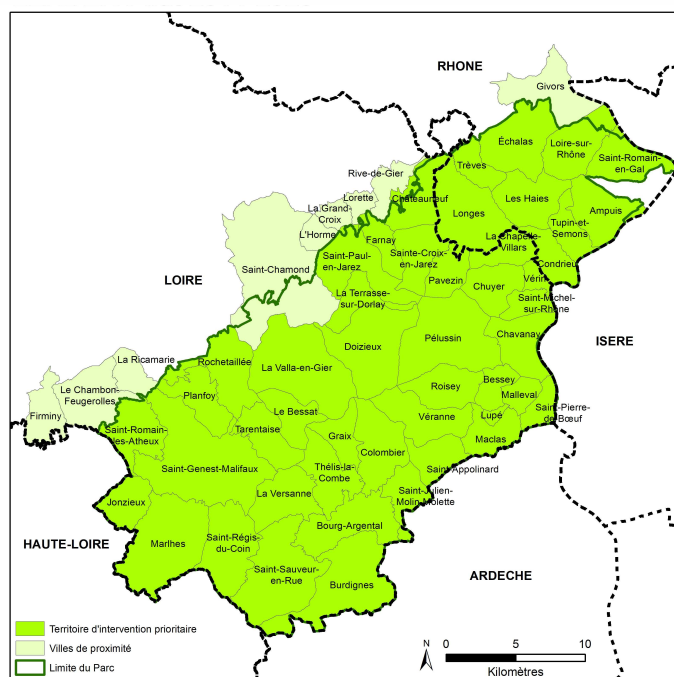 RHONE
Givors
Échalas
Loire-sur-
Rhône
Saint-Romain-
en-Gal
Trèves
Rive-de-Gier
Lorette
La Grand-
Croix
L'Horme
Chateauneuf
Les Haies
Longes
Ampuis
Tupin-et-
Semons
La Chapelle-
Villars
Condrieu
Farnay
Saint-Paul-
en-Jarez
Sainte-Croix-
en-Jarez
Saint-Chamond
LOIRE
Pavezin
Chuyer
Vérin
Saint-Michel-
sur-Rhône
La Terrasse-
sur-Dorlay
Chavanay
ISERE
Pélussin
Doizieux
La Ricamarie
Rochetaillée
La Valla-en-Gier
Le Chambon-
Feugerolles
Firminy
Planfoy
Roisey
Bessey
Malleval
Saint-Pierre-
de-Bœuf
Lupé
Véranne
Maclas
Le Bessat
Tarentaise
Saint-Romain-
les-Atheux
Graix
Colombier
Saint-Genest-Malifaux
Thélis-la-
Combe
Saint Appolinard
La Versanne
Saint-Julien-
Molin-Molette
Jonzieux
Bourg-Argental
HAUTE-LOIRE
Marlhes
Saint-Régis-
du-Coin
Saint-Sauveur-
en-Rue
Burdignes
ARDECHE
Territoire d'intervention prioritaire
Villes de proximité
Limite du Parc
N
0 5 10
Kilomètres